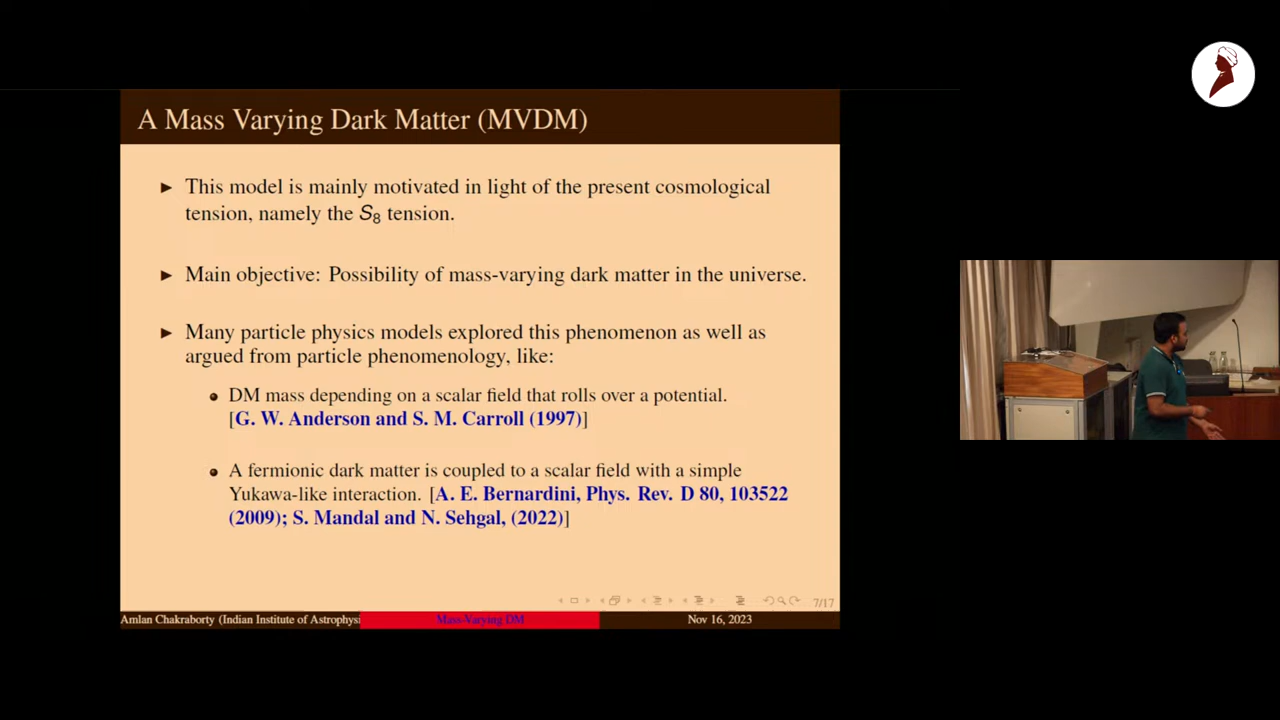 A Mass Varying Dark Matter (MVDM)
► This model is mainly motivated in light of the present cosmological
tension, namely the S₈ tension.
► Main objective: Possibility of mass-varying dark matter in the universe.
► Many particle physics models explored this phenomenon as well as
argued from particle phenomenology, like:
• DM mass depending on a scalar field that rolls over a potential.
[G. W. Anderson and S. M. Carroll (1997)]
• A fermionic dark matter is coupled to a scalar field with a simple
Yukawa-like interaction. [A. E. Bernardini, Phys. Rev. D 80, 103522
(2009); S. Mandal and N. Sehgal, (2022)]
7/17
Amlan Chakraborty (Indian Institute of Astrophysi
Mass-Varying DM
Nov 16, 2023